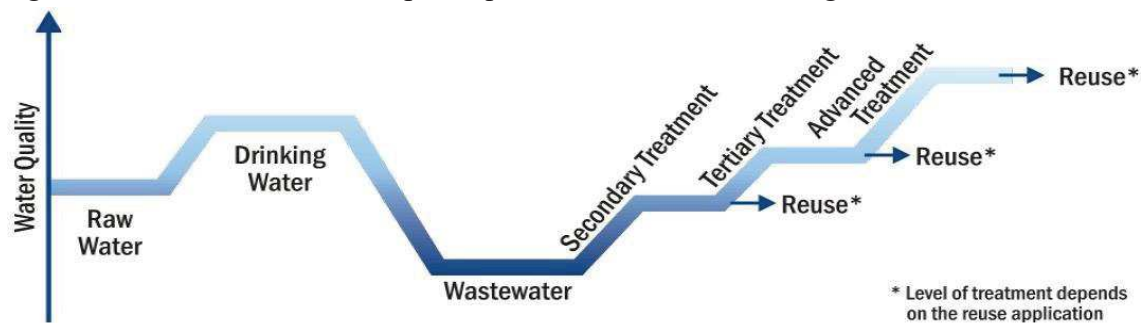 Water Quality
Raw
Water
Drinking
Water
Wastewater
Secondary Treatment
Tertiary Treatment
Advanced
Treatment
Reuse*
Reuse*
Reuse*
* Level of treatment depends
on the reuse application